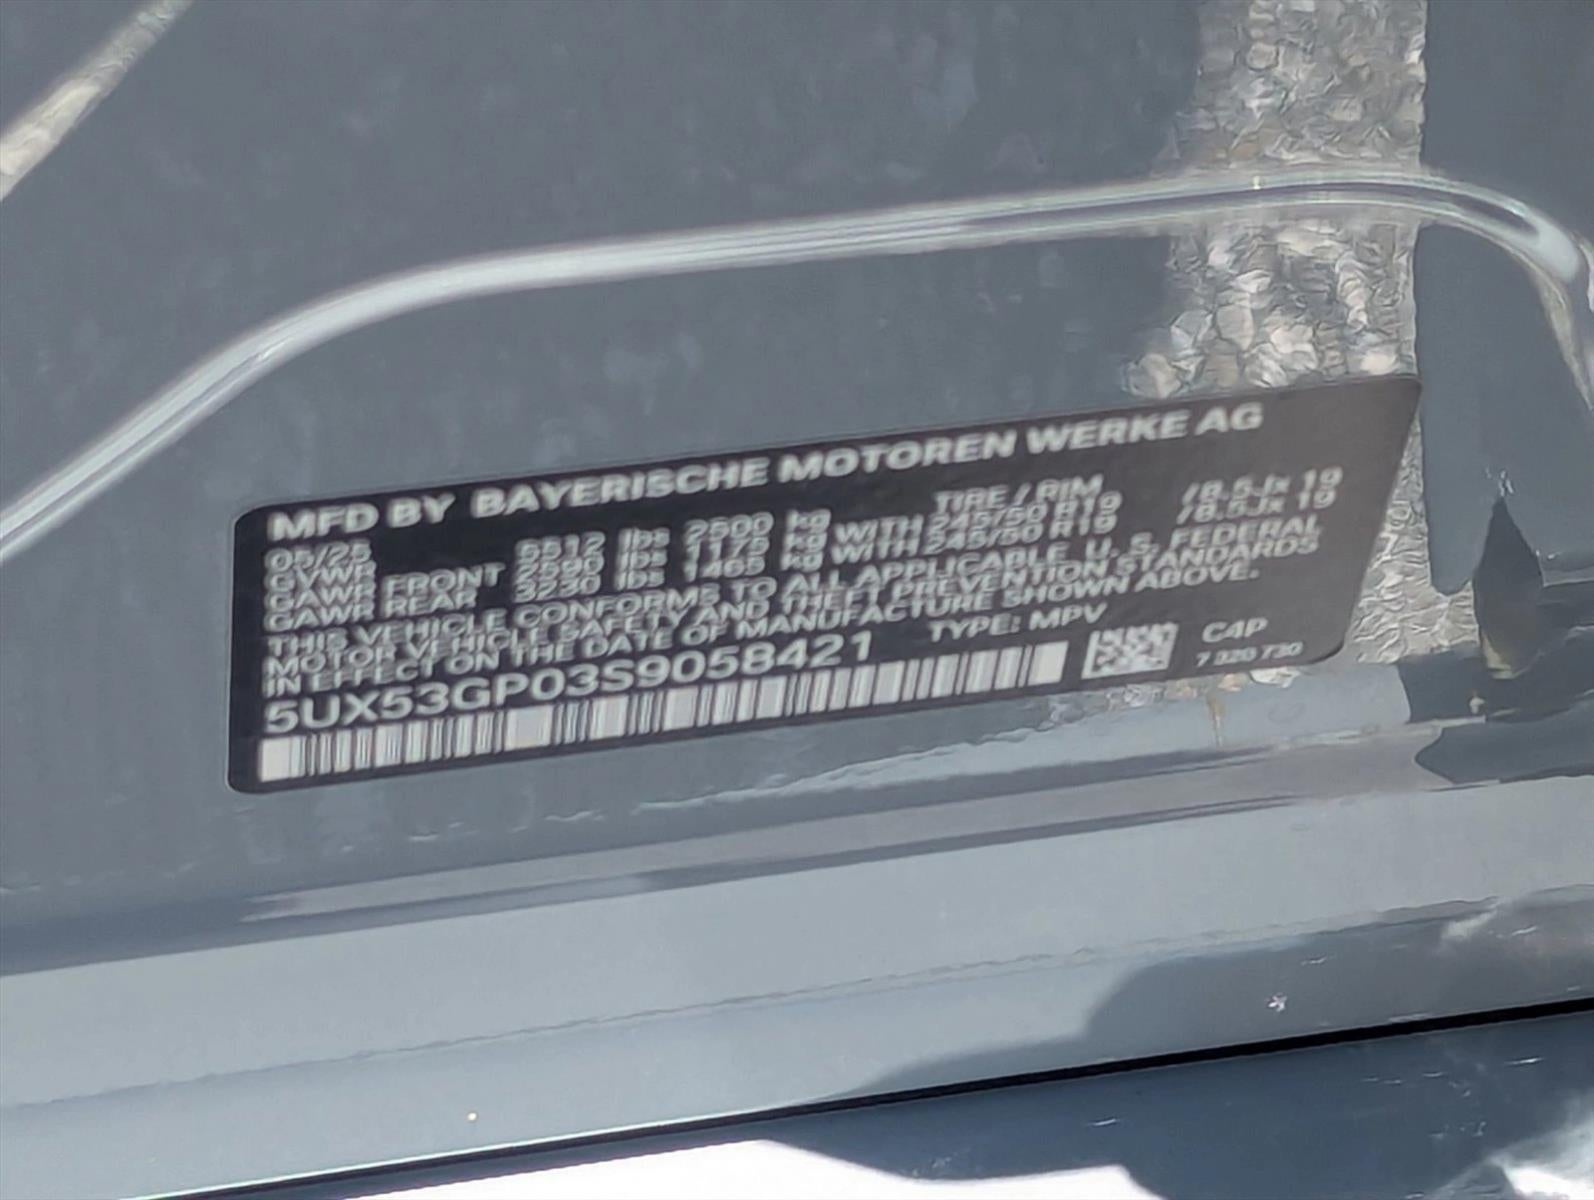 MFD BY BAYERISCHE MOTOREN WERKE AG
05/25 TIRE / RIM
GVWR 5512 lbs 2500 kg
GAWR FRONT 2590 lbs 1175 kg WITH 245/50 R19 /8.5Jx 19
GAWR REAR 3230 lbs 1465 kg WITH 245/50 R19 /8.5Jx 19
THIS VEHICLE CONFORMS TO ALL APPLICABLE U. S. FEDERAL
MOTOR VEHICLE SAFETY AND THEFT PREVENTION STANDARDS
IN EFFECT ON THE DATE OF MANUFACTURE SHOWN ABOVE.
5UX53GP03S9058421 TYPE: MPV C4P
7 320 730